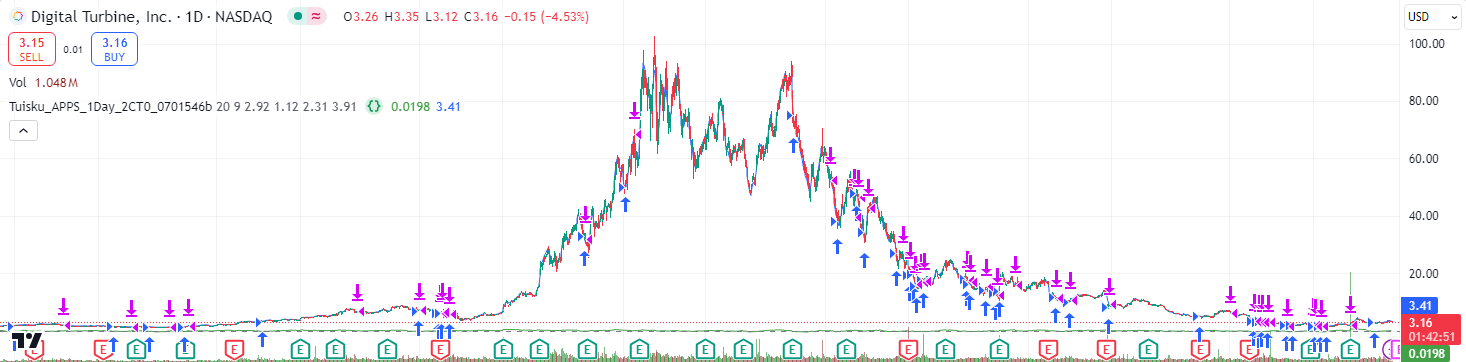 Digital Turbine, Inc. · 1D · NASDAQ O3.26 H3.35 L3.12 C3.16 −0.15 (−4.53%)
USD
3.15 SELL
0.01
3.16 BUY
Vol 1.048M
Tuisku_APPS_1Day_2CT0_0701546b 20 9 2.92 1.12 2.31 3.91 {} 0.0198 3.41
100.00
80.00
60.00
40.00
20.00
3.41
3.16
01:42:51
0.0198
E E E E E E E E E E E E E E E E E E E E E E E E E E